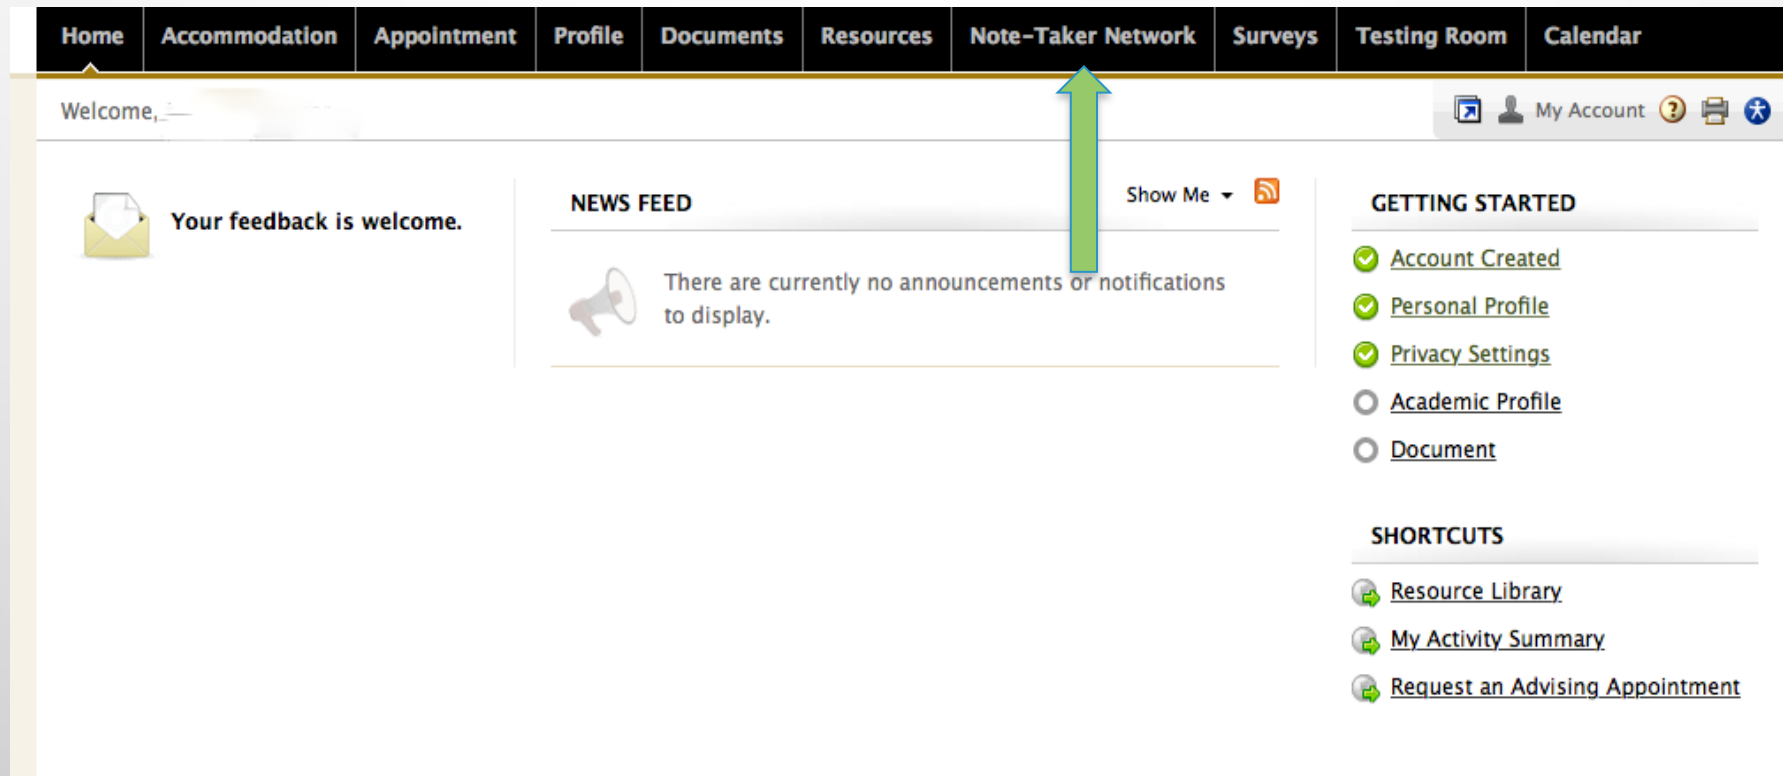 Home Accommodation Appointment Profile Documents Resources Note-Taker Network Surveys Testing Room Calendar
Welcome,
My Account
Your feedback is welcome.
NEWS FEED
Show Me
There are currently no announcements or notifications
to display.
GETTING STARTED
Account Created
Personal Profile
Privacy Settings
Academic Profile
Document
SHORTCUTS
Resource Library
My Activity Summary
Request an Advising Appointment